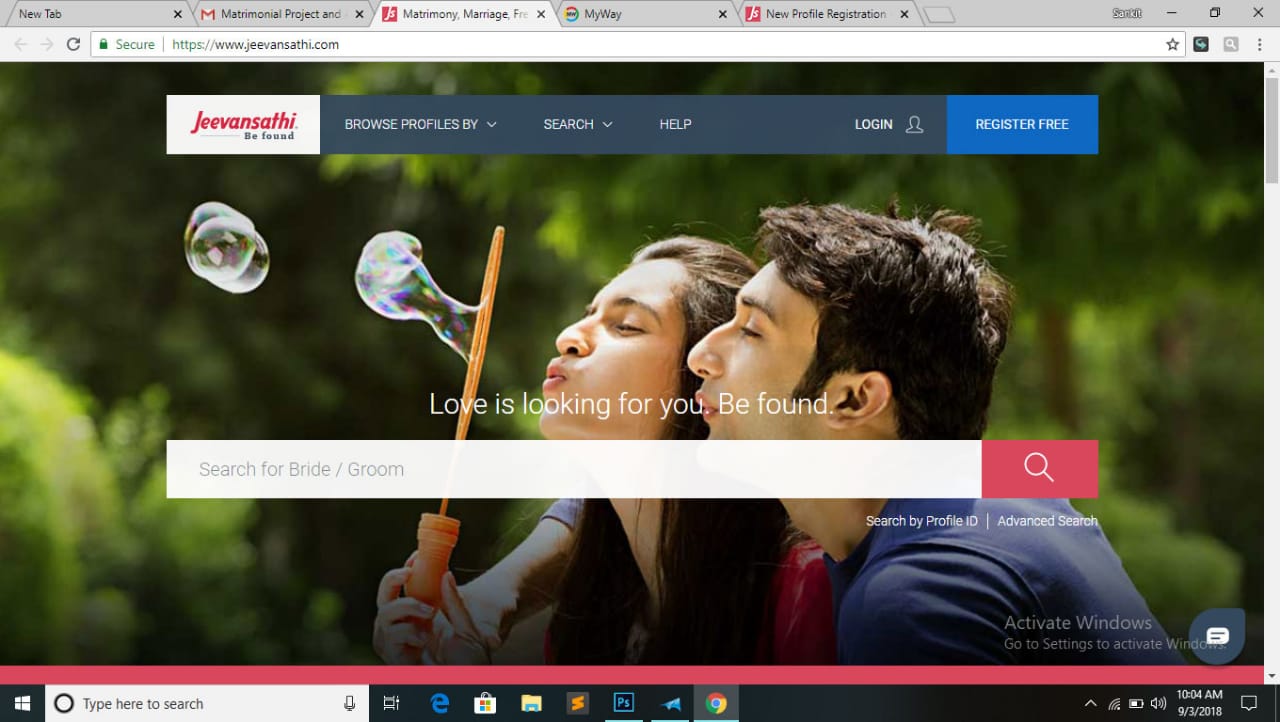 New Tab
Matrimonial Project and
Matrimony, Marriage, Fre
MyWay
New Profile Registration
Sankit
Secure
https://www.jeevansathi.com
Jeevansathi
Be found
BROWSE PROFILES BY
SEARCH
HELP
LOGIN
REGISTER FREE
Love is looking for you. Be found.
Search for Bride / Groom
Search by Profile ID
Advanced Search
Activate Windows
Go to Settings to activate Windows.
Type here to search
Ps
10:04 AM
9/3/2018